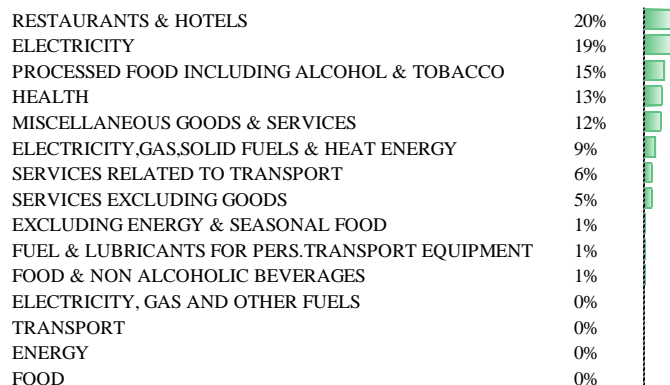 RESTAURANTS & HOTELS 20%
ELECTRICITY 19%
PROCESSED FOOD INCLUDING ALCOHOL & TOBACCO 15%
HEALTH 13%
MISCELLANEOUS GOODS & SERVICES 12%
ELECTRICITY,GAS,SOLID FUELS & HEAT ENERGY 9%
SERVICES RELATED TO TRANSPORT 6%
SERVICES EXCLUDING GOODS 5%
EXCLUDING ENERGY & SEASONAL FOOD 1%
FUEL & LUBRICANTS FOR PERS.TRANSPORT EQUIPMENT 1%
FOOD & NON ALCOHOLIC BEVERAGES 1%
ELECTRICITY, GAS AND OTHER FUELS 0%
TRANSPORT 0%
ENERGY 0%
FOOD 0%